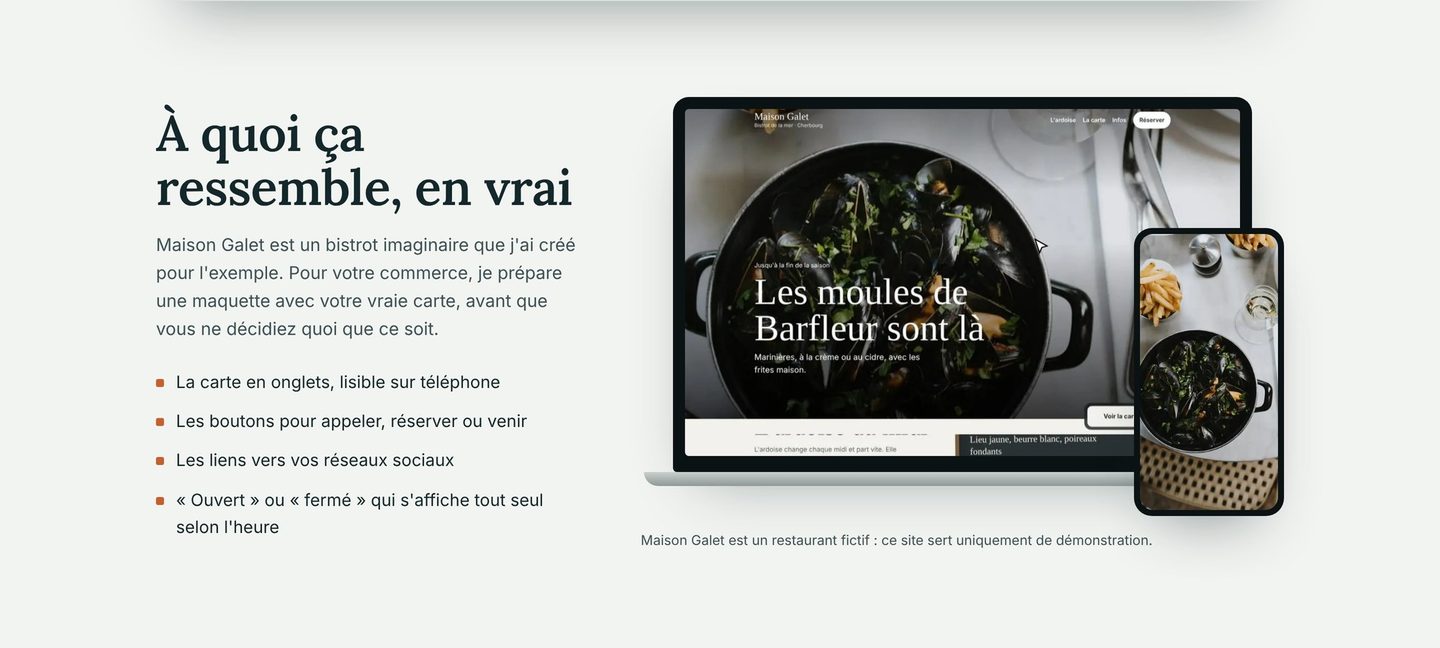 À quoi ça
ressemble, en vrai
Maison Galet est un bistrot imaginaire que j'ai créé
pour l'exemple. Pour votre commerce, je prépare
une maquette avec votre vraie carte, avant que
vous ne décidiez quoi que ce soit.
La carte en onglets, lisible sur téléphone
Les boutons pour appeler, réserver ou venir
Les liens vers vos réseaux sociaux
« Ouvert » ou « fermé » qui s'affiche tout seul
selon l'heure
Maison Galet
Bistrot de la mer · Cherbourg
L'ardoise La carte Infos Réserver
Jusqu'à la fin de la saison
Les moules de
Barfleur sont là
Marinières, à la crème ou au cidre, avec les
frites maison.
Voir la car
L'ardoise change chaque midi et part vite. Elle
Lieu jaune, beurre blanc, poireaux
fondants
Maison Galet est un restaurant fictif : ce site sert uniquement de démonstration.